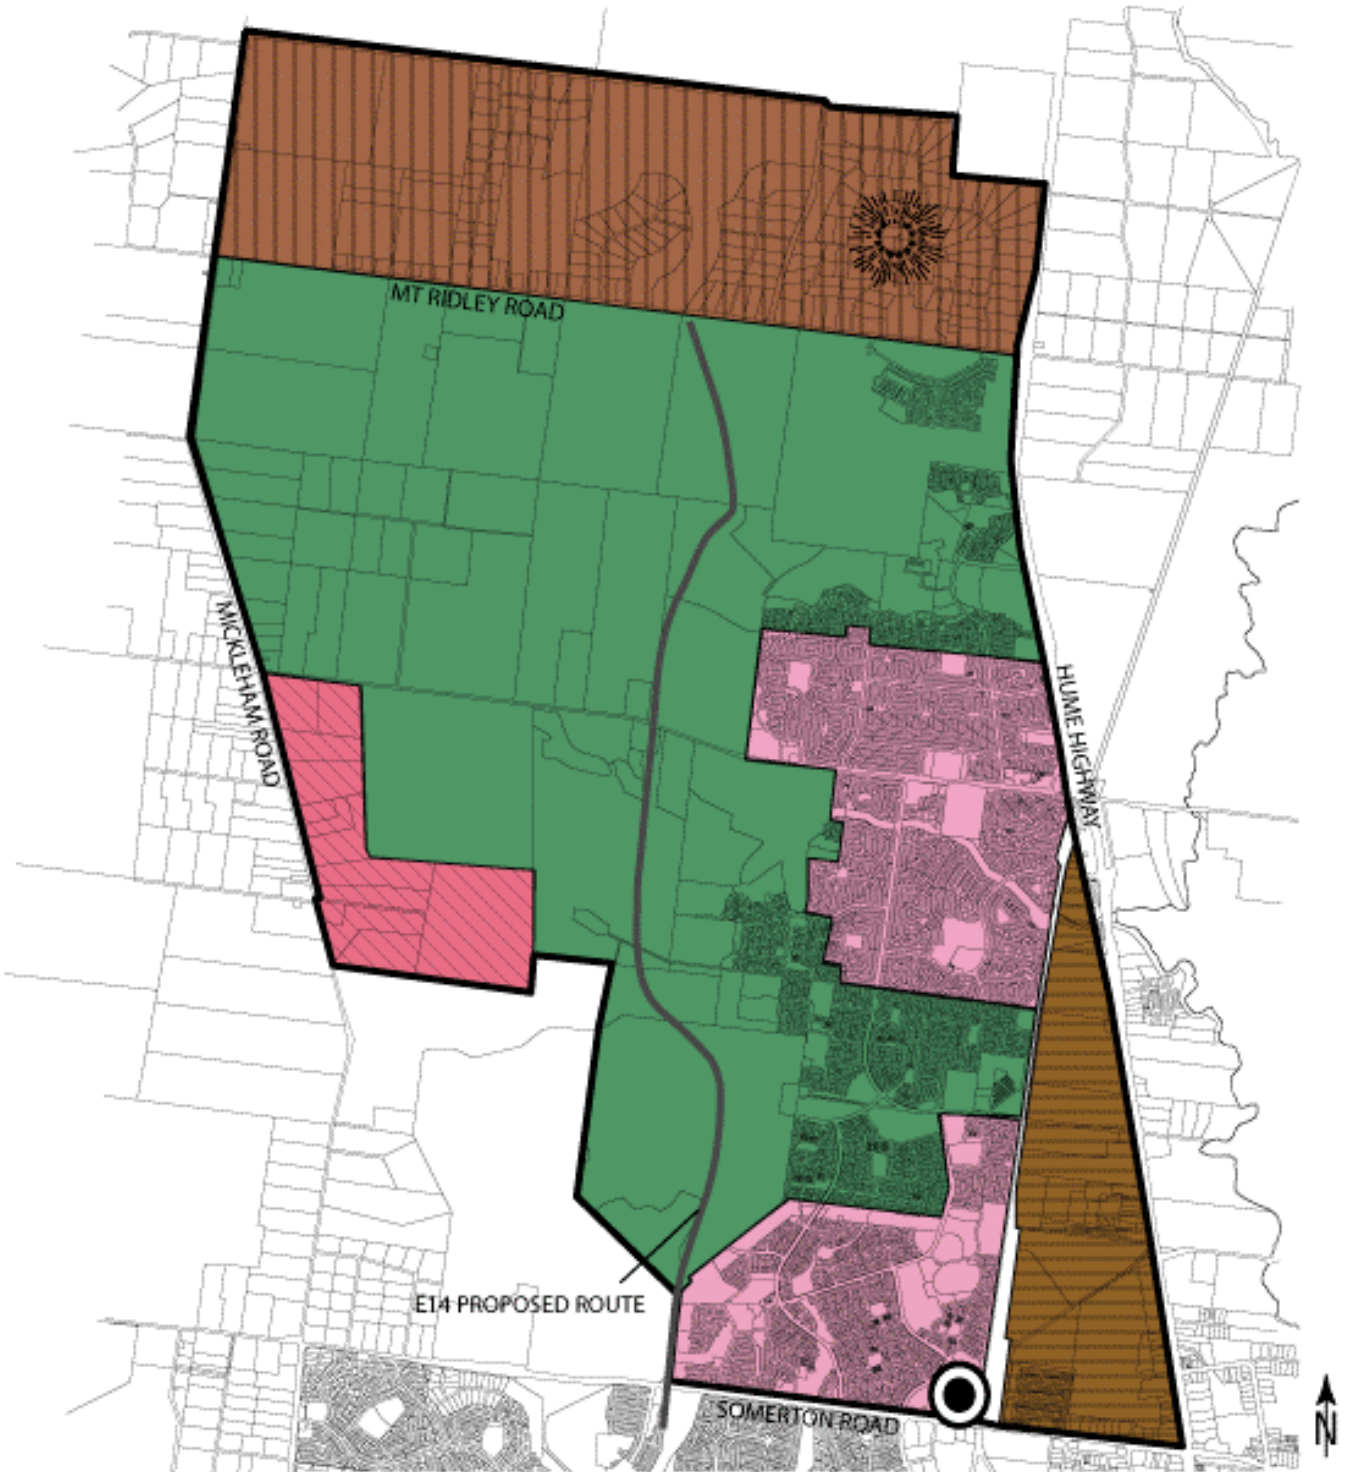 MT RIDLEY ROAD
MICKLEHAM ROAD
HUME HIGHWAY
E14 PROPOSED ROUTE
SOMERTON ROAD
N